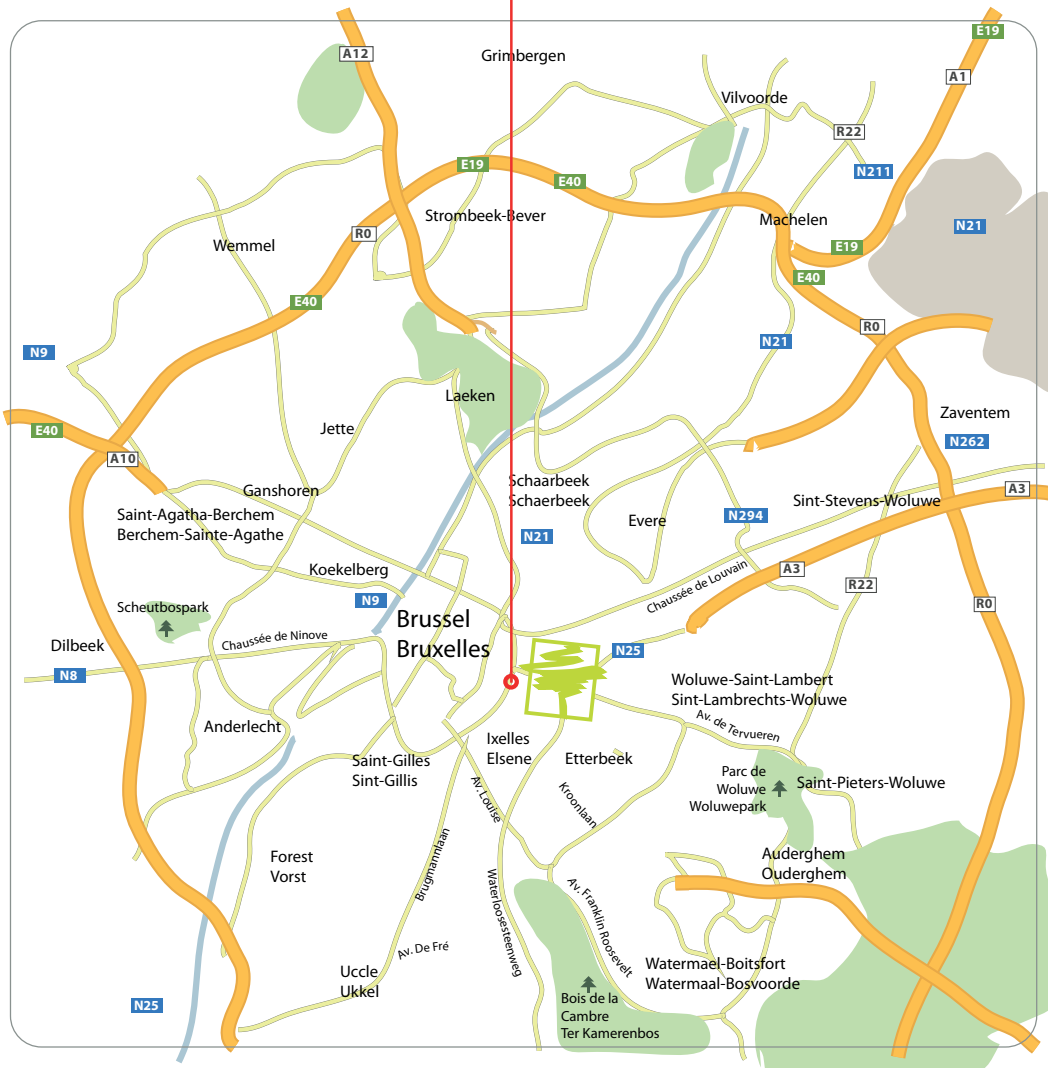 E19
A12
Grimbergen
A1
Vilvoorde
R22
E19
N211
E40
Strombeek-Bever
Machelen
N21
R0
Wemmel
E19
E40
E40
R0
N21
N9
Laeken
Zaventem
Jette
E40
N262
A10
Schaarbeek
Schaerbeek
Ganshoren
A3
Sint-Stevens-Woluwe
Saint-Agatha-Berchem
Berchem-Sainte-Agathe
N294
Evere
N21
Koekelberg
A3
Chaussée de Louvain
R22
N9
R0
Scheutbospark
Brussel
Bruxelles
Chaussée de Ninove
Dilbeek
N25
N8
Woluwe-Saint-Lambert
Sint-Lambrechts-Woluwe
Anderlecht
Av. de Tervueren
Ixelles
Elsene
Etterbeek
Saint-Gilles
Sint-Gillis
Parc de
Woluwe
Woluwepark
Saint-Pieters-Woluwe
Av. Louise
Kroonlaan
Forest
Vorst
Brugmannlaan
Auderghem
Ouderghem
Waterloosesteenweg
Av. Franklin Roosevelt
Av. De Fré
Watermael-Boitsfort
Watermaal-Bosvoorde
Uccle
Ukkel
N25
Bois de la
Cambre
Ter Kamerenbos